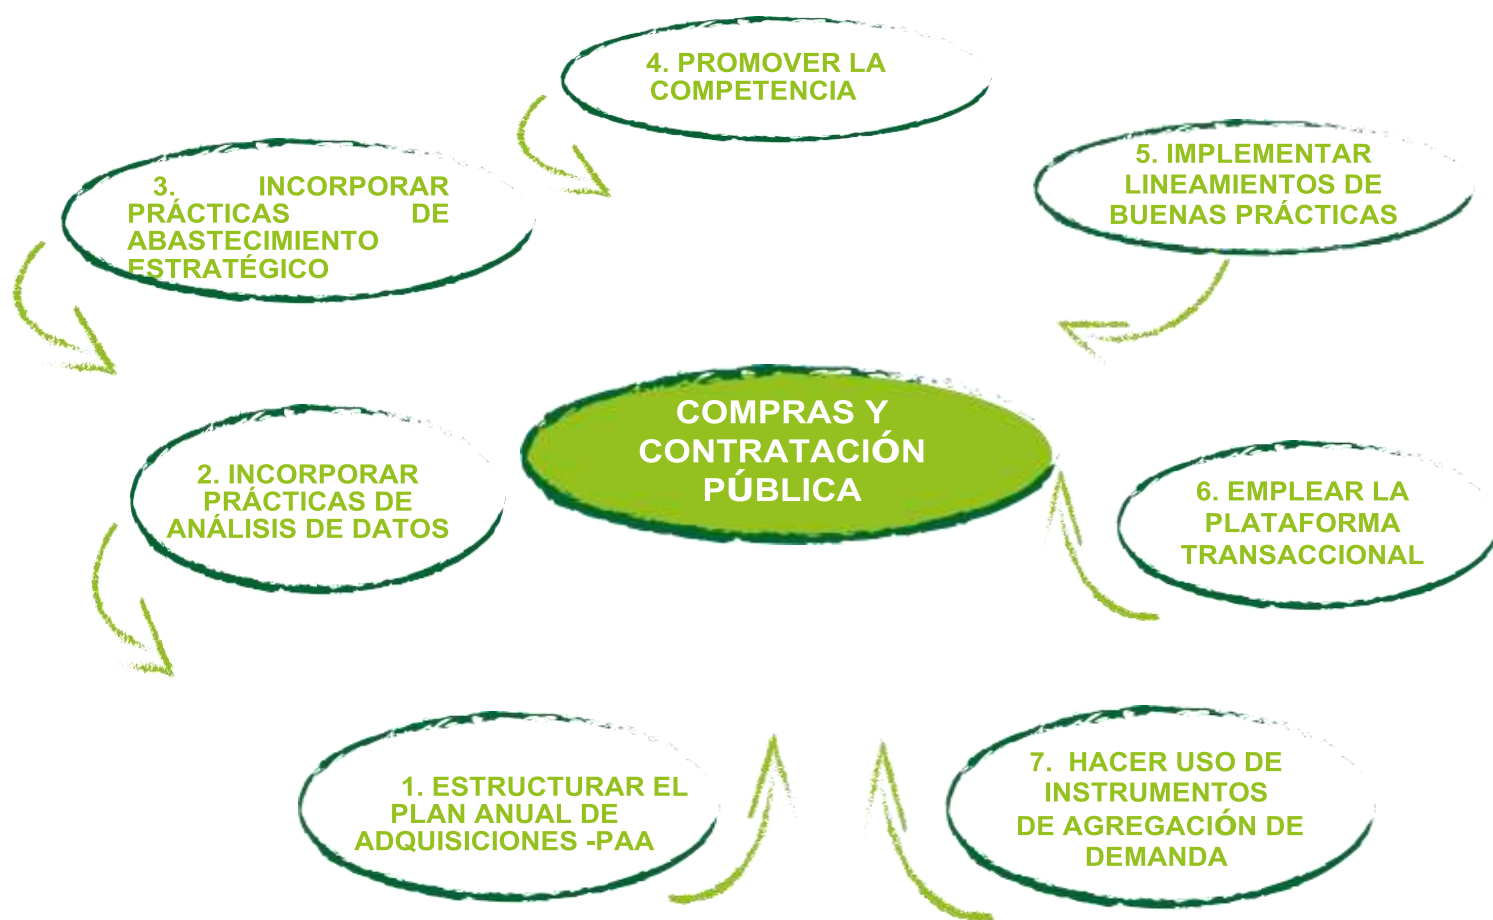 4. PROMOVER LA
COMPETENCIA
5. IMPLEMENTAR
LINEAMIENTOS DE
BUENAS PRÁCTICAS
3. INCORPORAR
PRÁCTICAS DE
ABASTECIMIENTO
ESTRATÉGICO
COMPRAS Y
CONTRATACIÓN
PÚBLICA
2. INCORPORAR
PRÁCTICAS DE
ANÁLISIS DE DATOS
6. EMPLEAR LA
PLATAFORMA
TRANSACCIONAL
1. ESTRUCTURAR EL
PLAN ANUAL DE
ADQUISICIONES -PAA
7. HACER USO DE
INSTRUMENTOS
DE AGREGACIÓN DE
DEMANDA